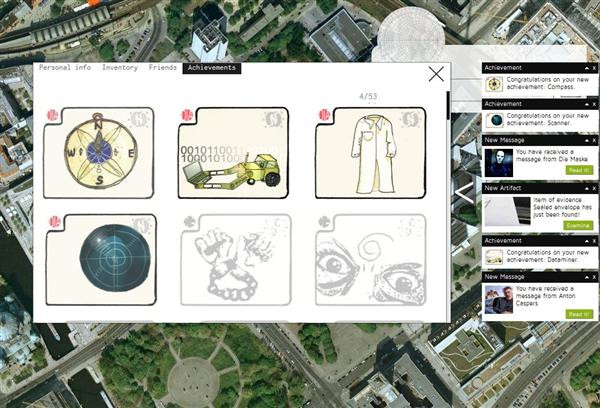 Personal info Inventory Friends Achievements
4/53
N
W E
S
0101100110
100010100
Achievement x
Congratulations on your new
achievement: Compass.
Achievement x
Congratulations on your new
achievement: Scanner.
New Message x
You have received a
message from Die Maske
Read it!
New Artifact x
Item of evidence
Sealed envelope has
just been found!
Examine
Achievement x
Congratulations on your new
achievement: Dataminer.
New Message x
You have received a
message from Anton
Caspers
Read it!